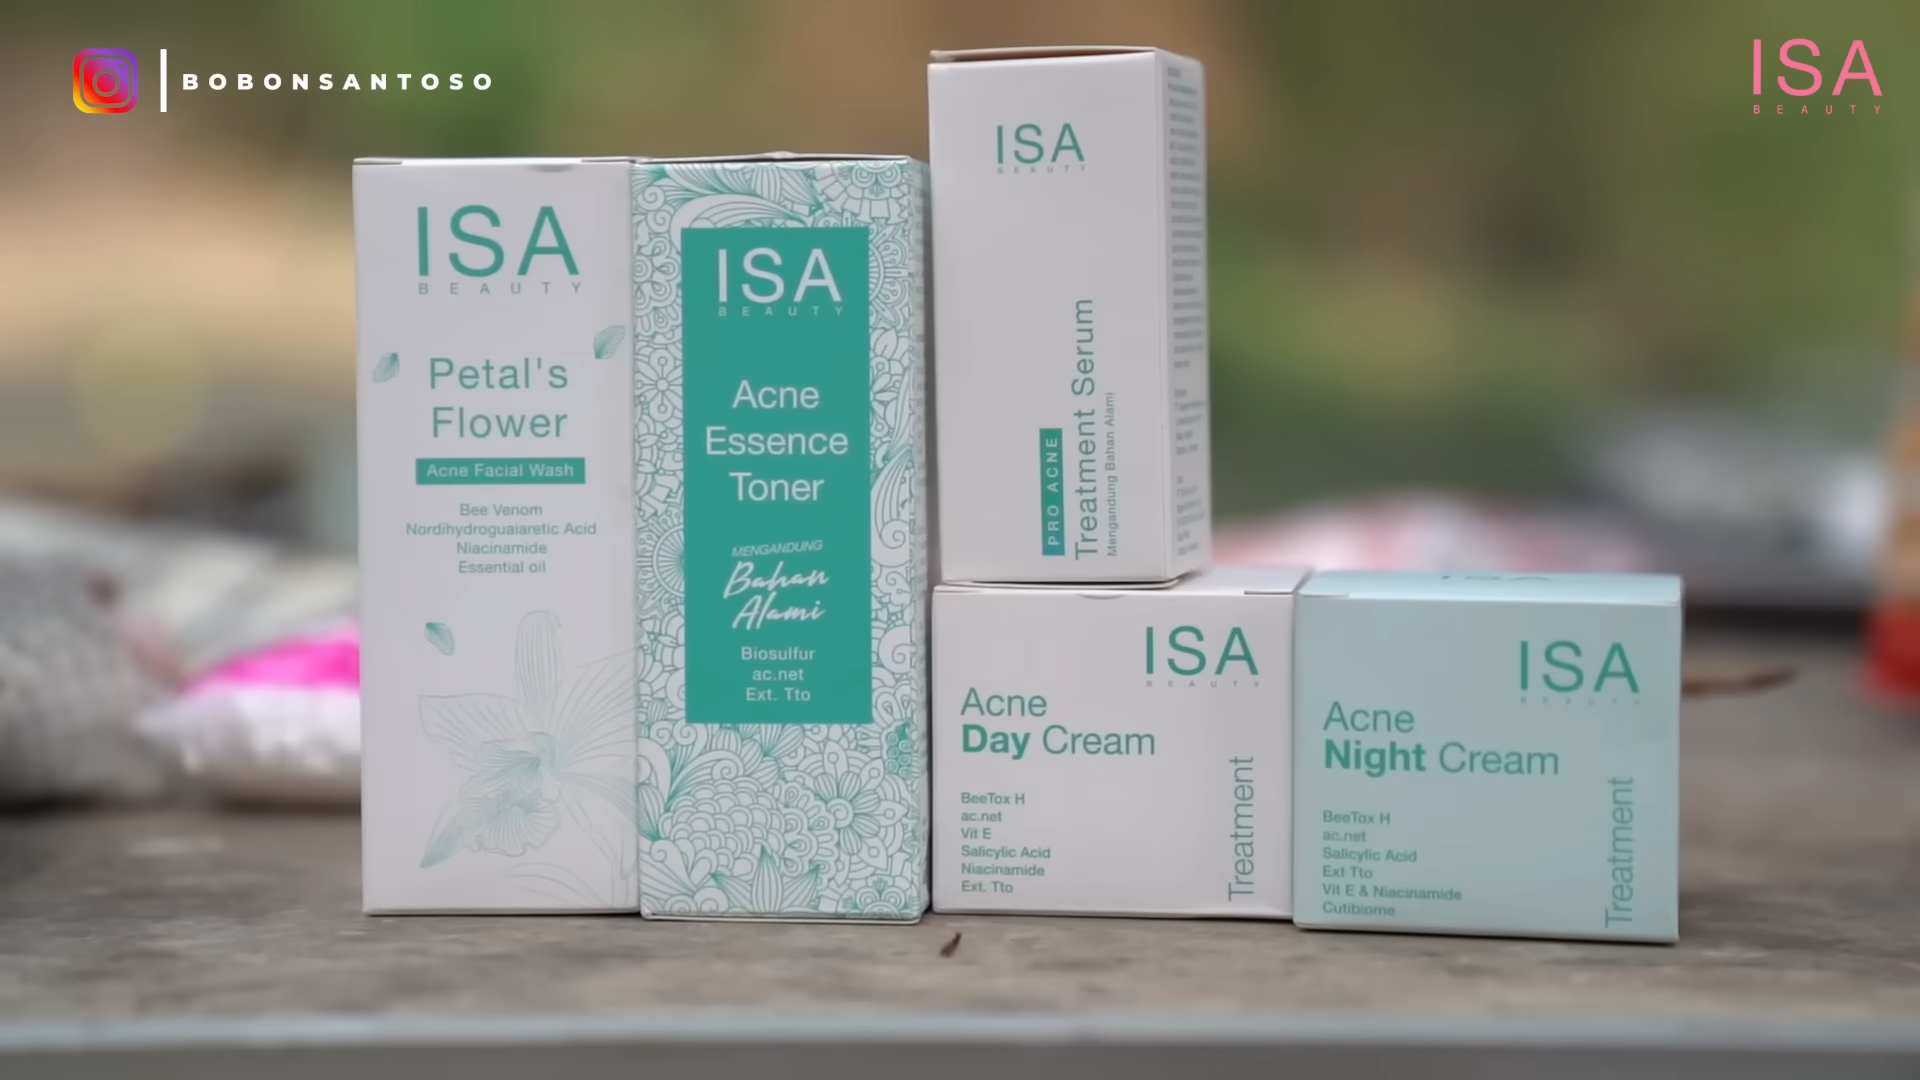 BOBONSANTOSO
ISA
BEAUTY
ISA
BEAUTY
Petal's
Flower
Acne Facial Wash
Bee Venom
Nordihydroguaiaretic Acid
Niacinamide
Essential oil
ISA
BEAUTY
Acne
Essence
Toner
MENGANDUNG
Bahan
Alami
Biosulfur
ac.net
Ext. Tto
ISA
BEAUTY
PRO ACNE
Treatment Serum
Mengandung Bahan Alami
ISA
BEAUTY
Acne
Day Cream
BeeTox H
ac.net
Vit E
Salicylic Acid
Niacinamide
Ext. Tto
Treatment
ISA
BEAUTY
Acne
Night Cream
BeeTox H
ac.net
Salicylic Acid
Ext Tto
Vit E & Niacinamide
Cutibiome
Treatment